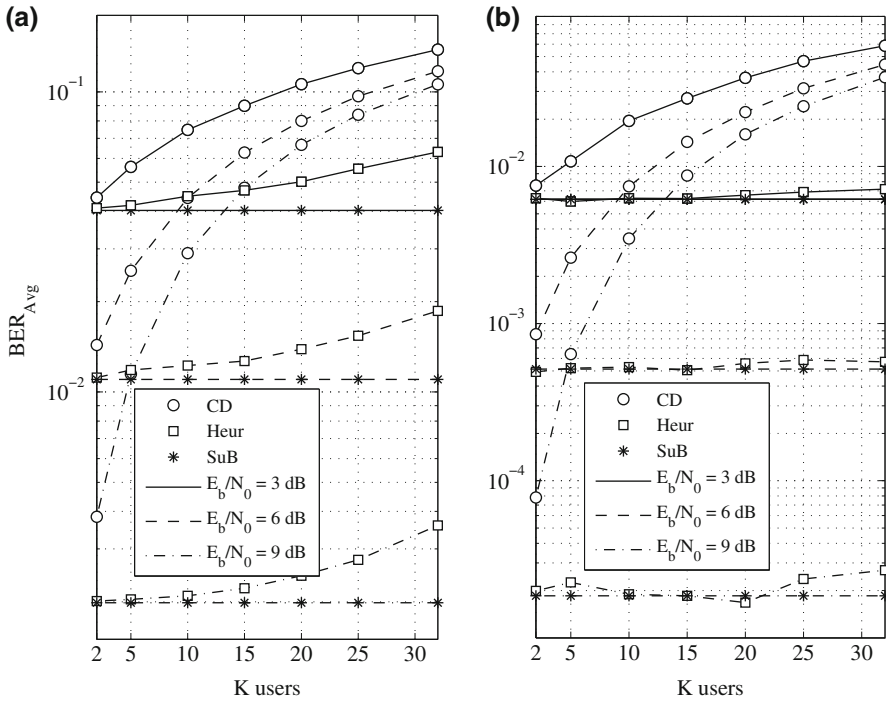 (a)
10⁻¹
10⁻²
BER_Avg
CD
Heur
SuB
E_b/N_0 = 3 dB
E_b/N_0 = 6 dB
E_b/N_0 = 9 dB
2 5 10 15 20 25 30
K users
(b)
10⁻²
10⁻³
10⁻⁴
CD
Heur
SuB
E_b/N_0 = 3 dB
E_b/N_0 = 6 dB
E_b/N_0 = 9 dB
2 5 10 15 20 25 30
K users